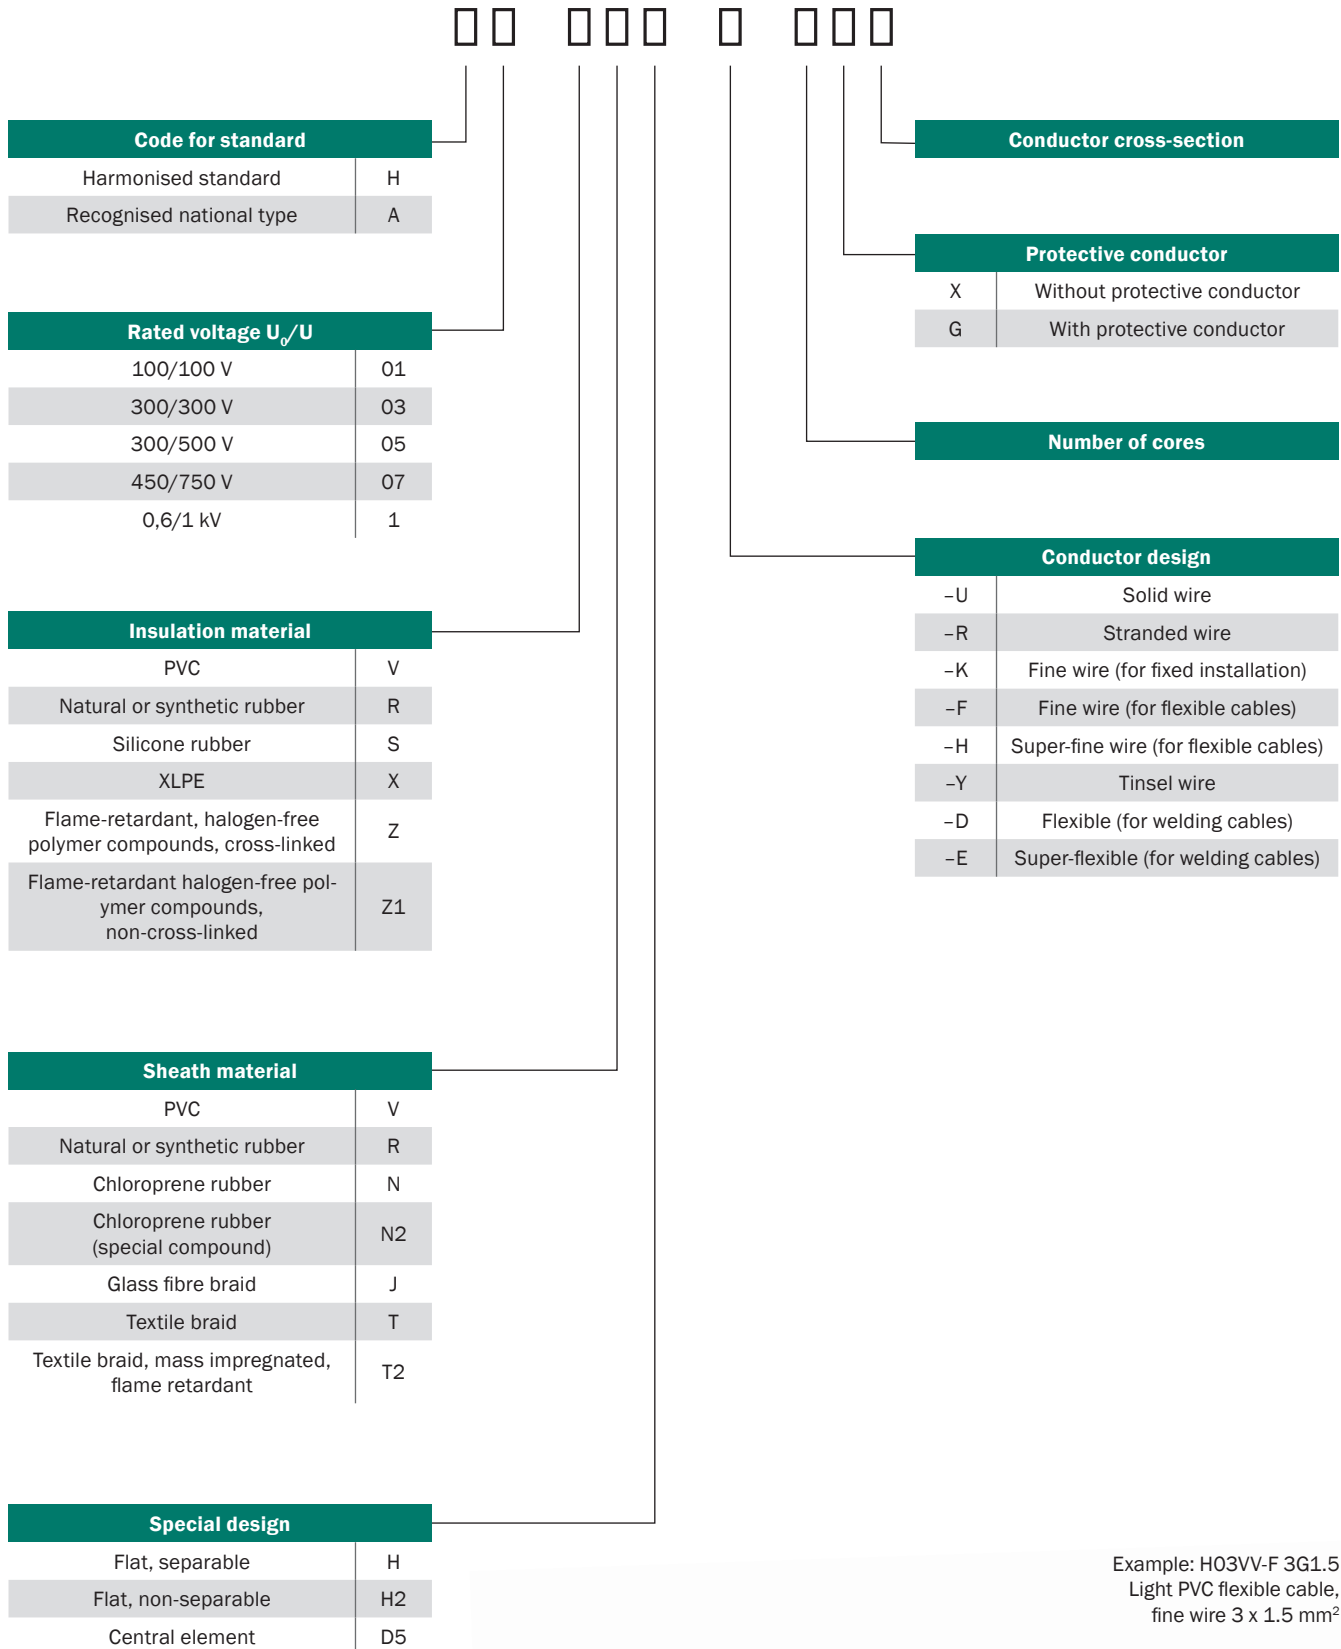 Code for standard
Harmonised standard H
Recognised national type A
Rated voltage U₀/U
100/100 V 01
300/300 V 03
300/500 V 05
450/750 V 07
0,6/1 kV 1
Insulation material
PVC V
Natural or synthetic rubber R
Silicone rubber S
XLPE X
Flame-retardant, halogen-free
polymer compounds, cross-linked Z
Flame-retardant halogen-free pol-
ymer compounds, Z1
non-cross-linked
Sheath material
PVC V
Natural or synthetic rubber R
Chloroprene rubber N
Chloroprene rubber
(special compound) N2
Glass fibre braid J
Textile braid T
Textile braid, mass impregnated,
flame retardant T2
Special design
Flat, separable H
Flat, non-separable H2
Central element D5
Conductor cross-section
Protective conductor
X Without protective conductor
G With protective conductor
Number of cores
Conductor design
–U Solid wire
–R Stranded wire
–K Fine wire (for fixed installation)
–F Fine wire (for flexible cables)
–H Super-fine wire (for flexible cables)
–Y Tinsel wire
–D Flexible (for welding cables)
–E Super-flexible (for welding cables)
Example: H03VV-F 3G1.5
Light PVC flexible cable,
fine wire 3 x 1.5 mm²